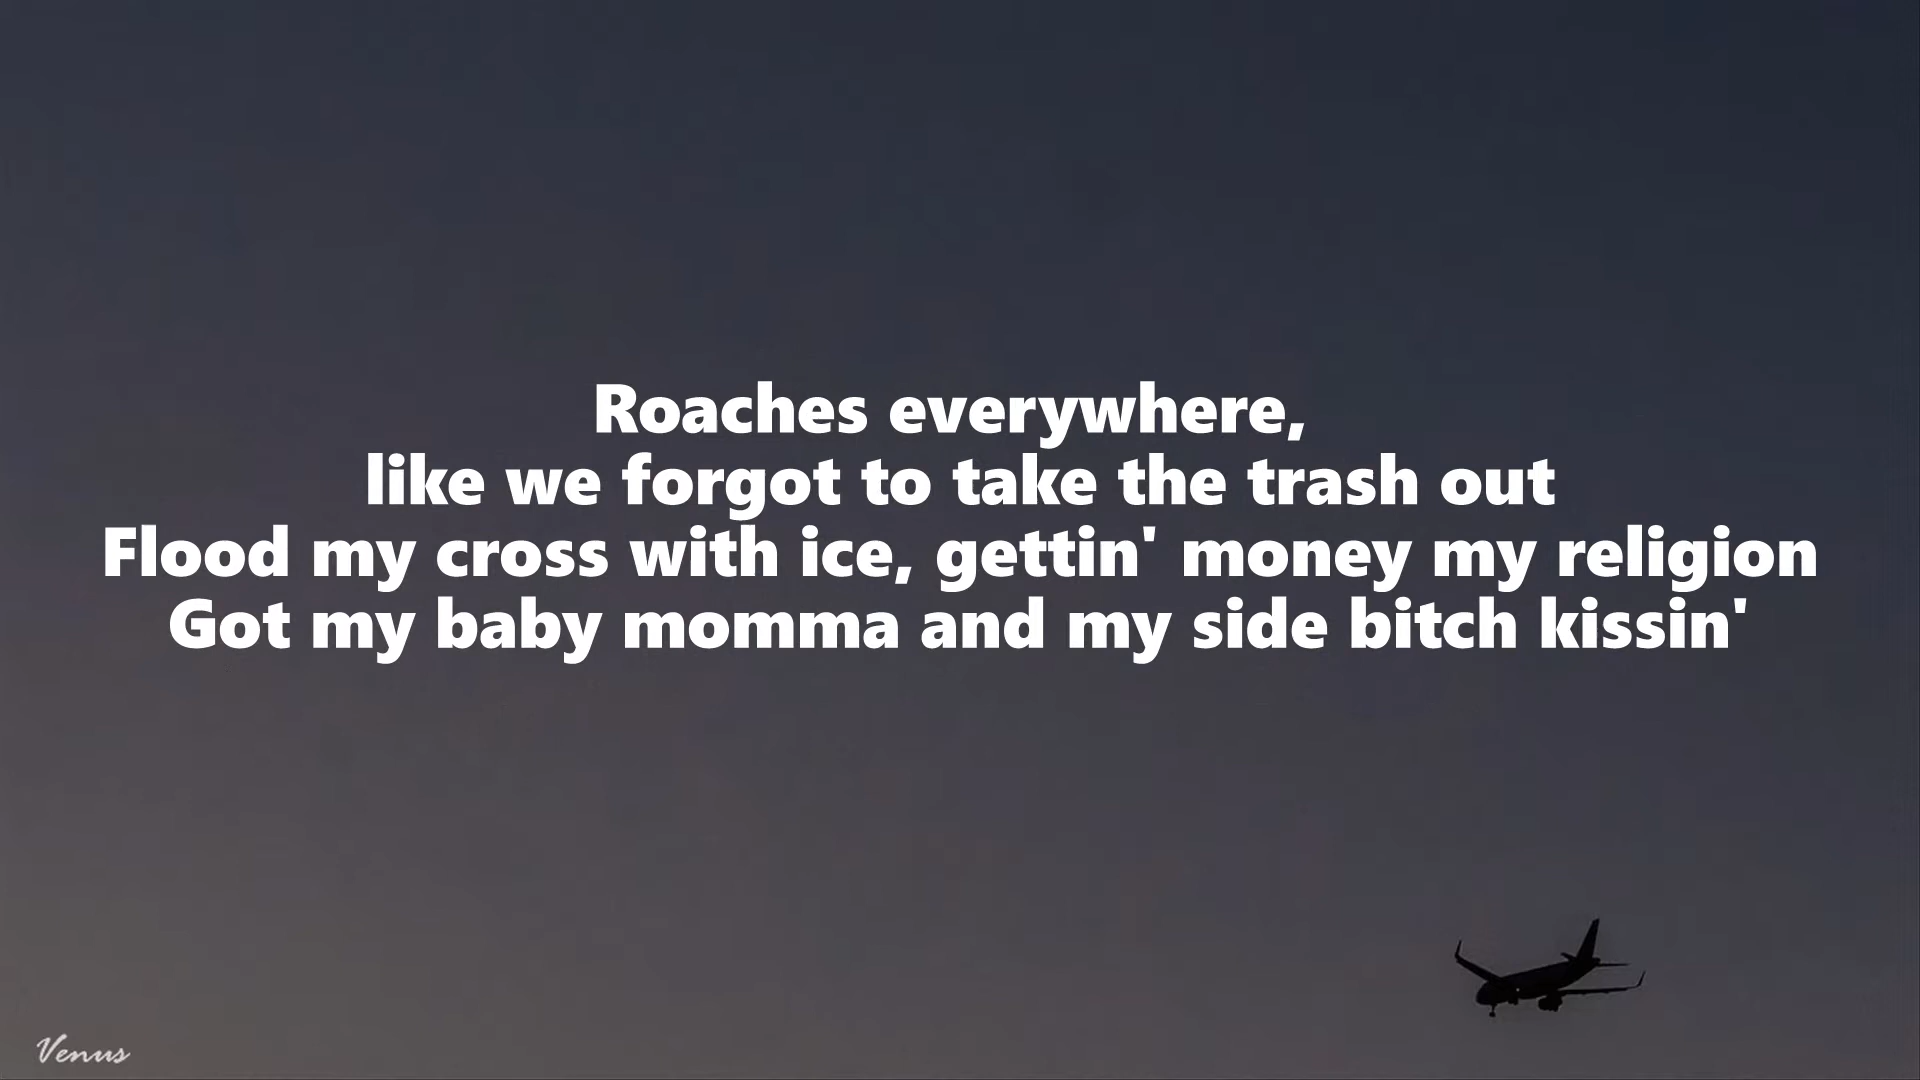 Roaches everywhere,
like we forgot to take the trash out
Flood my cross with ice, gettin' money my religion
Got my baby momma and my side bitch kissin'
Venus